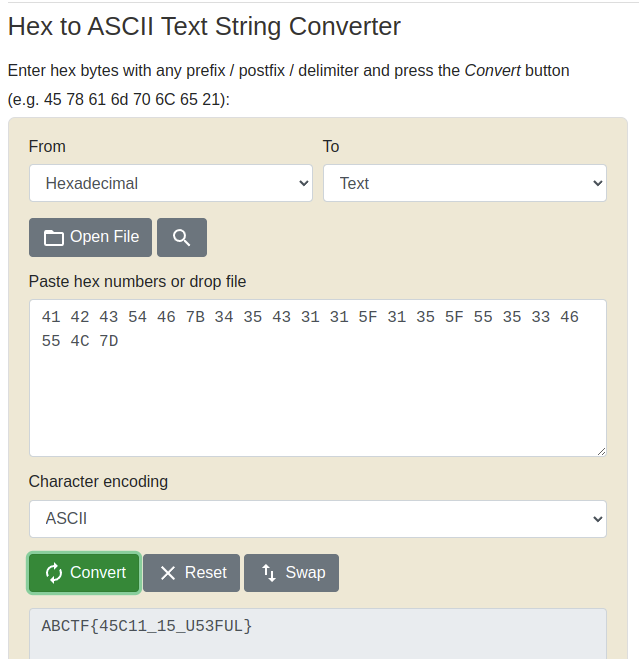 Hex to ASCII Text String Converter
Enter hex bytes with any prefix / postfix / delimiter and press the Convert button
(e.g. 45 78 61 6d 70 6C 65 21):
From To
Hexadecimal Text
Open File
Paste hex numbers or drop file
41 42 43 54 46 7B 34 35 43 31 31 5F 31 35 5F 55 35 33 46
55 4C 7D
Character encoding
ASCII
Convert Reset Swap
ABCTF{45C11_15_U53FUL}